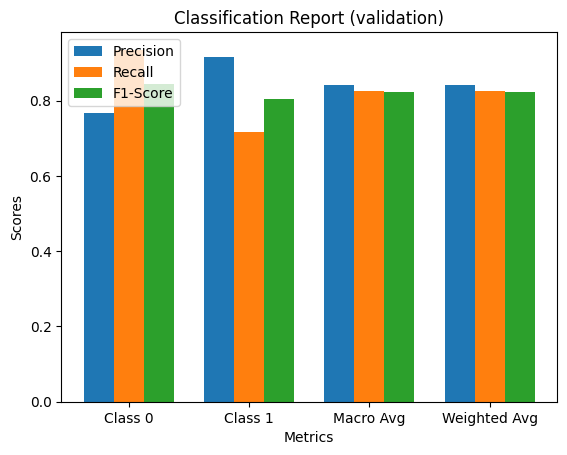 Classification Report (validation)
Precision
Recall
F1-Score
Scores
0.8
0.6
0.4
0.2
0.0
Class 0
Class 1
Macro Avg
Weighted Avg
Metrics